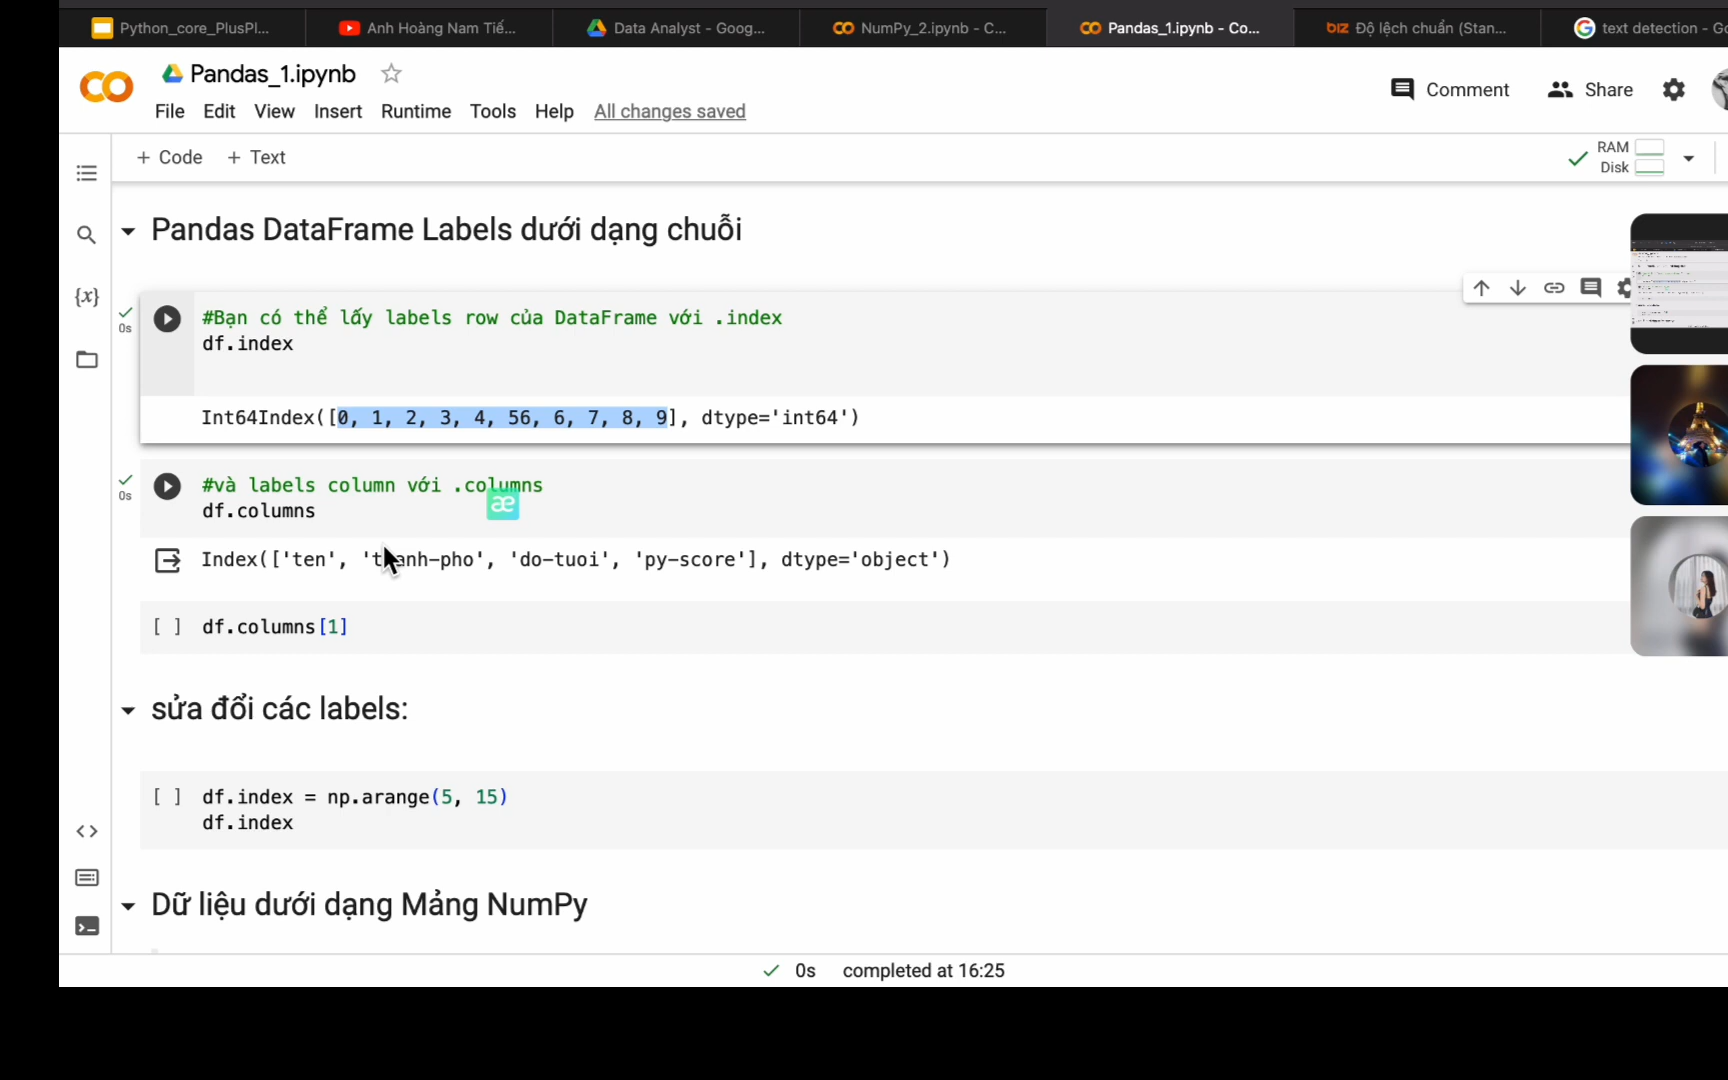 Python_core_PlusPl...
Anh Hoàng Nam Tiế...
Data Analyst - Goog...
NumPy_2.ipynb - C...
Pandas_1.ipynb - Co...
BIZ Độ lệch chuẩn (Stan...
text detection - Go
Pandas_1.ipynb
File Edit View Insert Runtime Tools Help All changes saved
Comment
Share
+ Code + Text
RAM
Disk
Pandas DataFrame Labels dưới dạng chuỗi
{x}
0s
#Bạn có thể lấy labels row của DataFrame với .index
df.index
Int64Index([0, 1, 2, 3, 4, 56, 6, 7, 8, 9], dtype='int64')
0s
#và labels column với .columns
df.columns
æ
Index(['ten', 'thanh-pho', 'do-tuoi', 'py-score'], dtype='object')
[ ] df.columns[1]
sửa đổi các labels:
[ ] df.index = np.arange(5, 15)
df.index
Dữ liệu dưới dạng Mảng NumPy
0s completed at 16:25